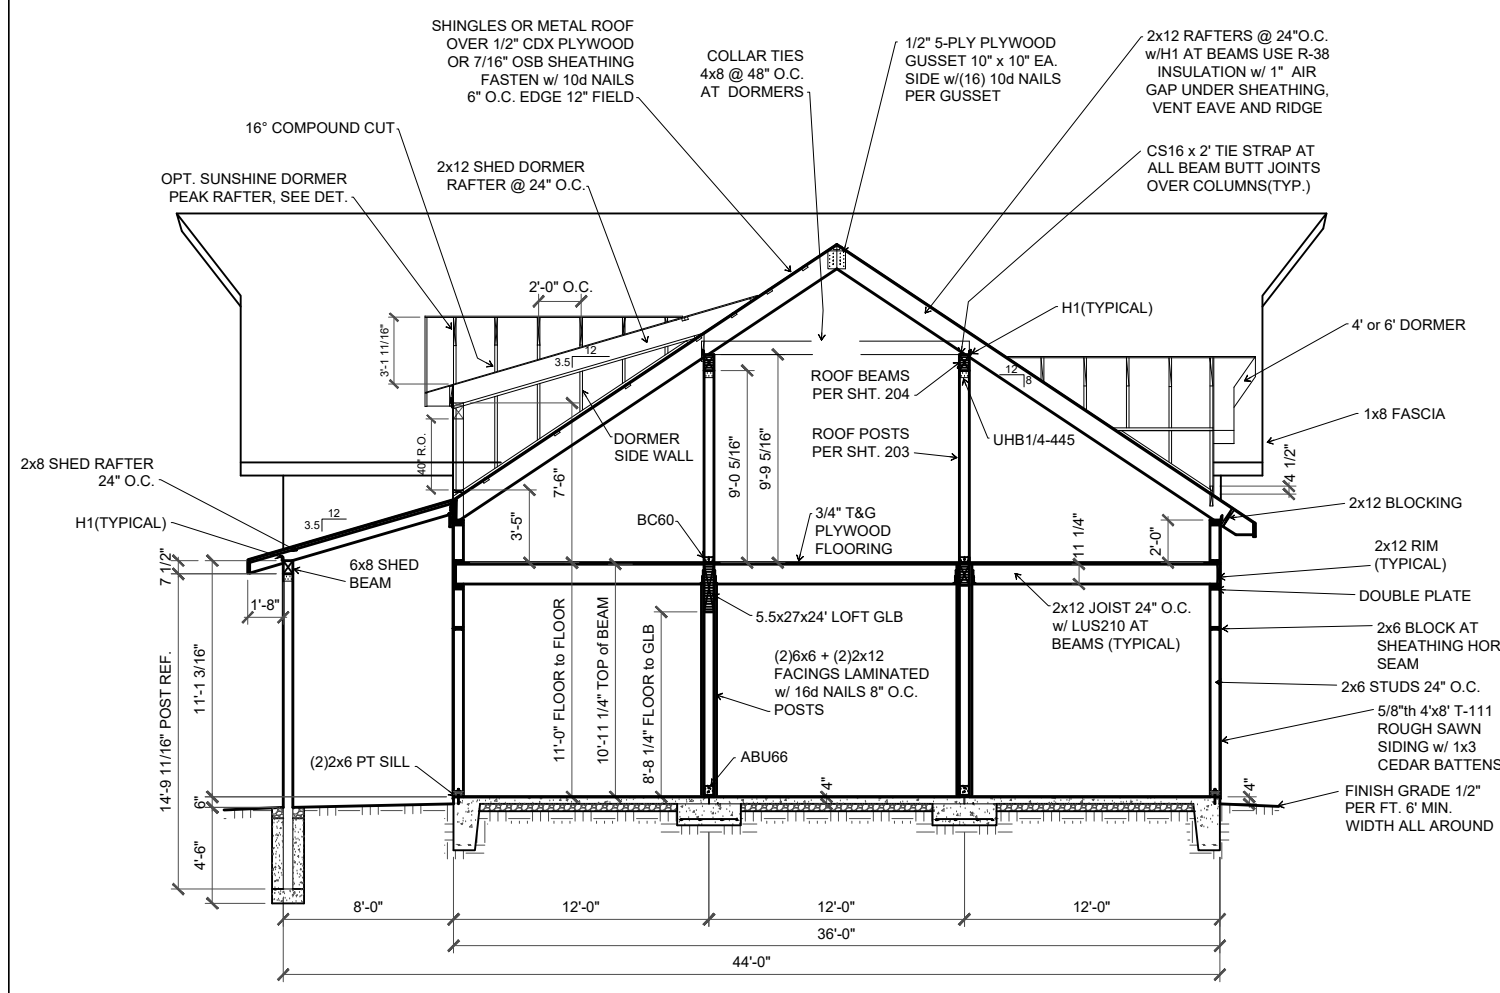 SHINGLES OR METAL ROOF
OVER 1/2" CDX PLYWOOD
OR 7/16" OSB SHEATHING
FASTEN w/ 10d NAILS
6" O.C. EDGE 12" FIELD
COLLAR TIES
4x8 @ 48" O.C.
AT DORMERS
1/2" 5-PLY PLYWOOD
GUSSET 10" x 10" EA.
SIDE w/(16) 10d NAILS
PER GUSSET
2x12 RAFTERS @ 24"O.C.
w/H1 AT BEAMS USE R-38
INSULATION w/ 1" AIR
GAP UNDER SHEATHING,
VENT EAVE AND RIDGE
16° COMPOUND CUT
2x12 SHED DORMER
RAFTER @ 24" O.C.
OPT. SUNSHINE DORMER
PEAK RAFTER, SEE DET.
CS16 x 2' TIE STRAP AT
ALL BEAM BUTT JOINTS
OVER COLUMNS(TYP.)
2'-0" O.C.
H1(TYPICAL)
4' or 6' DORMER
3'-1 11/16"
12
3.5
12
8
ROOF BEAMS
PER SHT. 204
1x8 FASCIA
ROOF POSTS
PER SHT. 203
UHB1/4-445
DORMER
SIDE WALL
40" R.O.
7'-6"
9'-0 5/16"
9'-9 5/16"
4 1/2"
2x8 SHED RAFTER
24" O.C.
2x12 BLOCKING
H1(TYPICAL)
12
3.5
3'-5"
BC60
3/4" T&G
PLYWOOD
FLOORING
11 1/4"
2'-0"
2x12 RIM
(TYPICAL)
7 1/2"
6x8 SHED
BEAM
DOUBLE PLATE
1'-8"
5.5x27x24' LOFT GLB
2x12 JOIST 24" O.C.
w/ LUS210 AT
BEAMS (TYPICAL)
2x6 BLOCK AT
SHEATHING HOR
SEAM
(2)6x6 + (2)2x12
FACINGS LAMINATED
w/ 16d NAILS 8" O.C.
POSTS
2x6 STUDS 24" O.C.
14'-9 11/16" POST REF.
11'-1 3/16"
11'-0" FLOOR to FLOOR
10'-11 1/4" TOP of BEAM
8'-8 1/4" FLOOR to GLB
5/8"th 4'x8' T-111
ROUGH SAWN
SIDING w/ 1x3
CEDAR BATTENS
(2)2x6 PT SILL
ABU66
6"
4"
4"
FINISH GRADE 1/2"
PER FT. 6' MIN.
WIDTH ALL AROUND
4'-6"
8'-0"
12'-0"
12'-0"
12'-0"
36'-0"
44'-0"